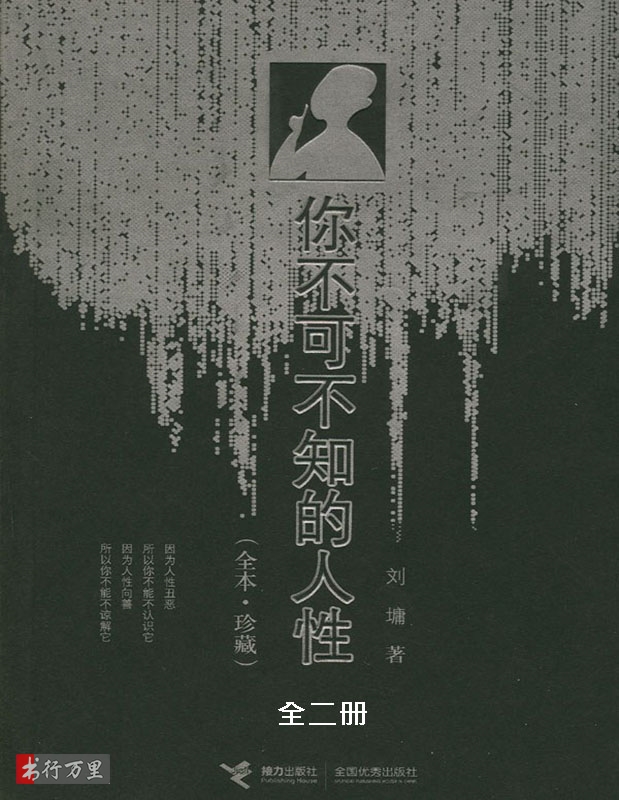 你不可不知的人性
（全本·珍藏）
刘墉 著
因为人性丑恶
所以你不能不认识它
因为人性向善
所以你不能不谅解它
全二册
书行万里
接力出版社
Publishing House
全国优秀出版社